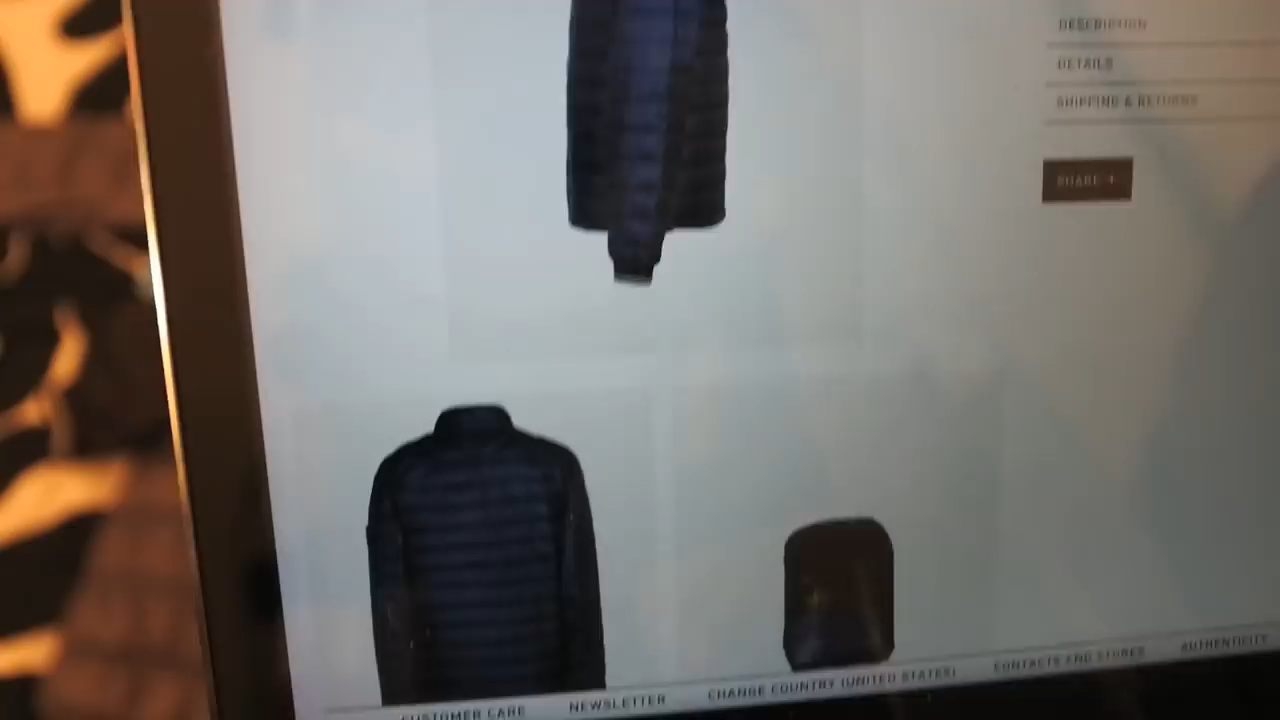 DESCRIPTION
DETAILS
SHIPPING & RETURNS
SHARE +
CUSTOMER CARE
NEWSLETTER
CHANGE COUNTRY (UNITED STATES)
CONTACTS AND STORES
AUTHENTICITY